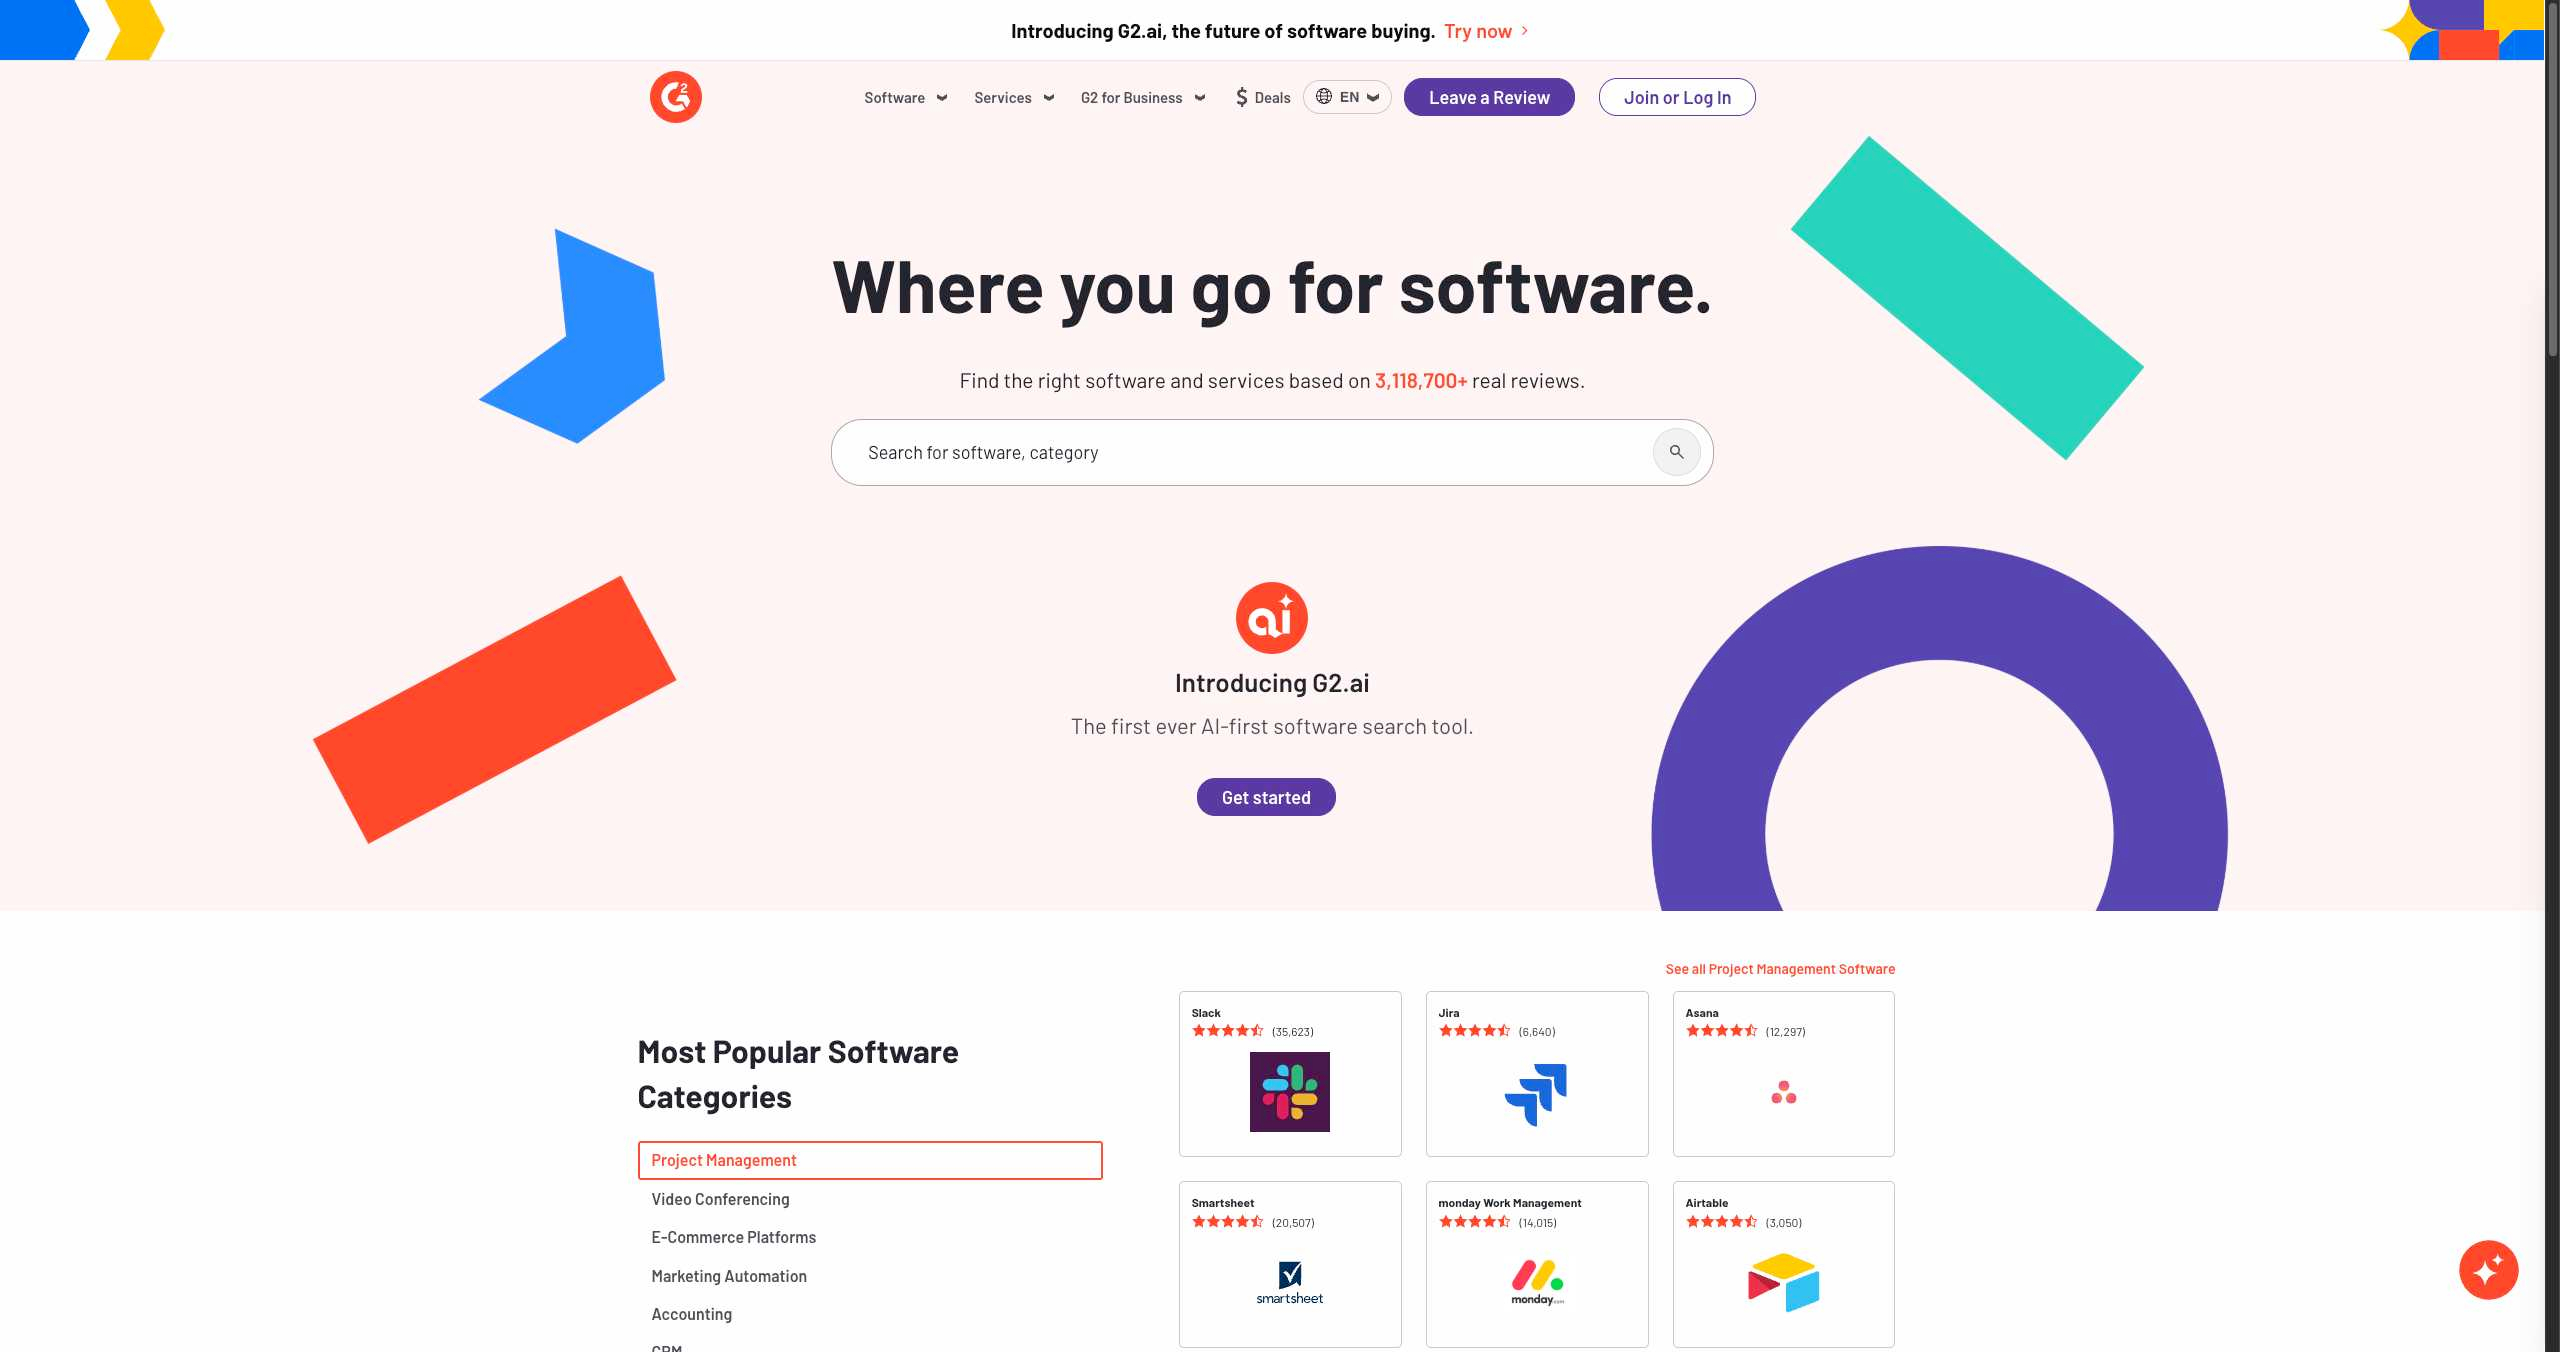 Introducing G2.ai, the future of software buying. Try now
G2
Software Services G2 for Business $ Deals EN Leave a Review Join or Log In
Where you go for software.
Find the right software and services based on 3,118,700+ real reviews.
Search for software, category
ai
Introducing G2.ai
The first ever AI-first software search tool.
Get started
See all Project Management Software
Most Popular Software
Categories
Project Management
Video Conferencing
E-Commerce Platforms
Marketing Automation
Accounting
CRM
Slack
(35,623)
Jira
(6,640)
Asana
(12,297)
Smartsheet
(20,507)
smartsheet
monday Work Management
(14,015)
monday.com
Airtable
(3,050)